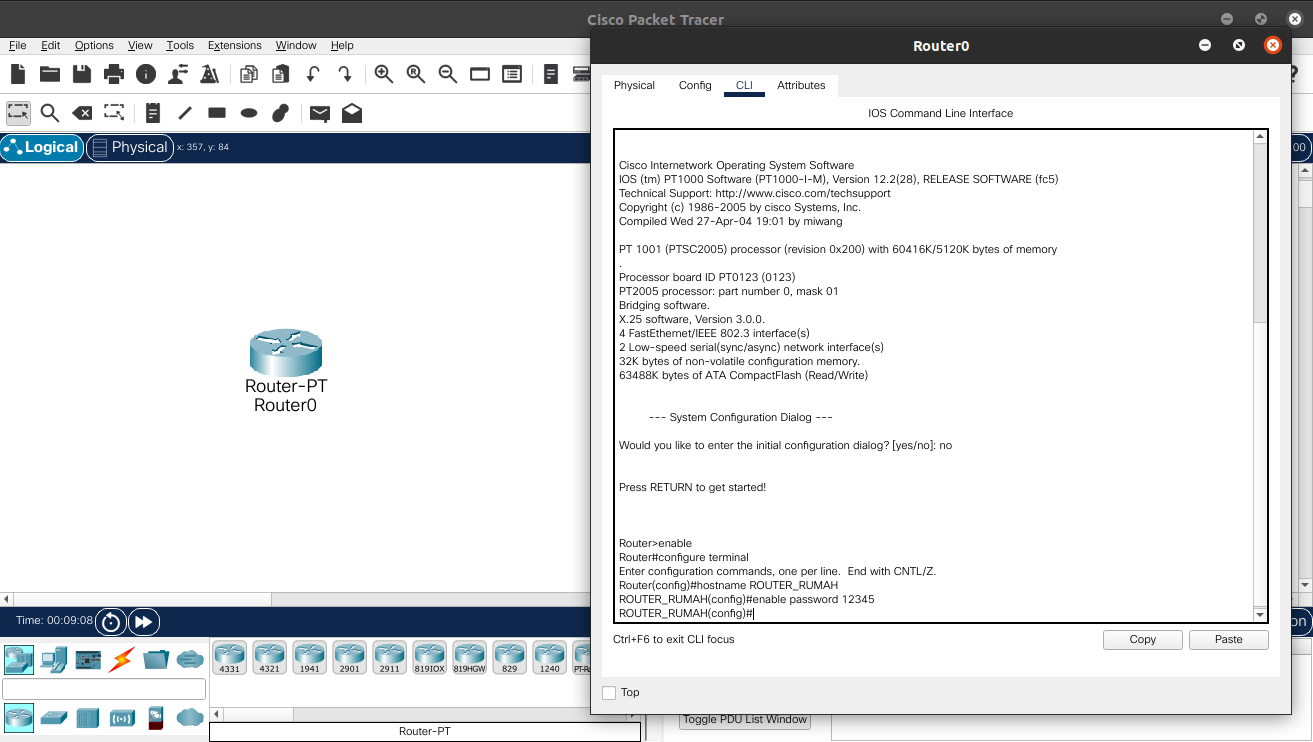 Cisco Packet Tracer
File Edit Options View Tools Extensions Window Help
Logical
Physical
x: 357, y: 84
Router-PT
Router0
Time: 00:09:08
4331
4321
1941
2901
2911
819IOX
819HGW
829
1240
Router-PT
Router0
Physical Config CLI Attributes
IOS Command Line Interface
Cisco Internetwork Operating System Software
IOS (tm) PT1000 Software (PT1000-I-M), Version 12.2(28), RELEASE SOFTWARE (fc5)
Technical Support: http://www.cisco.com/techsupport
Copyright (c) 1986-2005 by cisco Systems, Inc.
Compiled Wed 27-Apr-04 19:01 by miwang
PT 1001 (PTSC2005) processor (revision 0x200) with 60416K/5120K bytes of memory
.
Processor board ID PT0123 (0123)
PT2005 processor: part number 0, mask 01
Bridging software.
X.25 software, Version 3.0.0.
4 FastEthernet/IEEE 802.3 interface(s)
2 Low-speed serial(sync/async) network interface(s)
32K bytes of non-volatile configuration memory.
63488K bytes of ATA CompactFlash (Read/Write)
--- System Configuration Dialog ---
Would you like to enter the initial configuration dialog? [yes/no]: no
Press RETURN to get started!
Router>enable
Router#configure terminal
Enter configuration commands, one per line. End with CNTL/Z.
Router(config)#hostname ROUTER_RUMAH
ROUTER_RUMAH(config)#enable password 12345
ROUTER_RUMAH(config)#
Ctrl+F6 to exit CLI focus
Copy
Paste
Top
Toggle PDU List Window